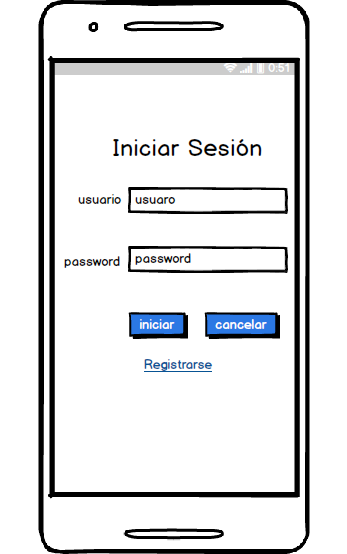 0:51
Iniciar Sesión
usuario usuaro
password password
iniciar cancelar
Registrarse